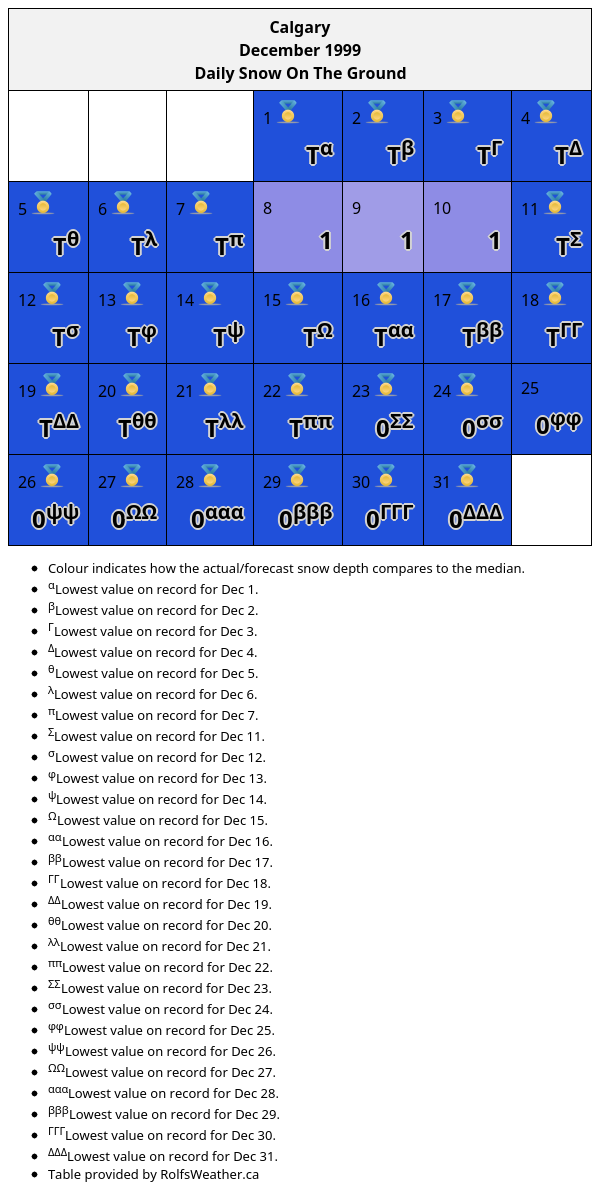 Calgary
December 1999
Daily Snow On The Ground
1 2 3 4
Tα Tβ TΓ TΔ
5 6 7 8 9 10 11
Tθ Tλ Tπ 1 1 1 TΣ
12 13 14 15 16 17 18
Tσ Tφ Tψ TΩ Tαα Tββ TΓΓ
19 20 21 22 23 24 25
TΔΔ Tθθ Tλλ Tππ 0ΣΣ 0σσ 0φφ
26 27 28 29 30 31
0ψψ 0ΩΩ 0ααα 0βββ 0ΓΓΓ 0ΔΔΔ
• Colour indicates how the actual/forecast snow depth compares to the median.
• αLowest value on record for Dec 1.
• βLowest value on record for Dec 2.
• ΓLowest value on record for Dec 3.
• ΔLowest value on record for Dec 4.
• θLowest value on record for Dec 5.
• λLowest value on record for Dec 6.
• πLowest value on record for Dec 7.
• ΣLowest value on record for Dec 11.
• σLowest value on record for Dec 12.
• φLowest value on record for Dec 13.
• ψLowest value on record for Dec 14.
• ΩLowest value on record for Dec 15.
• ααLowest value on record for Dec 16.
• ββLowest value on record for Dec 17.
• ΓΓLowest value on record for Dec 18.
• ΔΔLowest value on record for Dec 19.
• θθLowest value on record for Dec 20.
• λλLowest value on record for Dec 21.
• ππLowest value on record for Dec 22.
• ΣΣLowest value on record for Dec 23.
• σσLowest value on record for Dec 24.
• φφLowest value on record for Dec 25.
• ψψLowest value on record for Dec 26.
• ΩΩLowest value on record for Dec 27.
• αααLowest value on record for Dec 28.
• βββLowest value on record for Dec 29.
• ΓΓΓLowest value on record for Dec 30.
• ΔΔΔLowest value on record for Dec 31.
• Table provided by RolfsWeather.ca